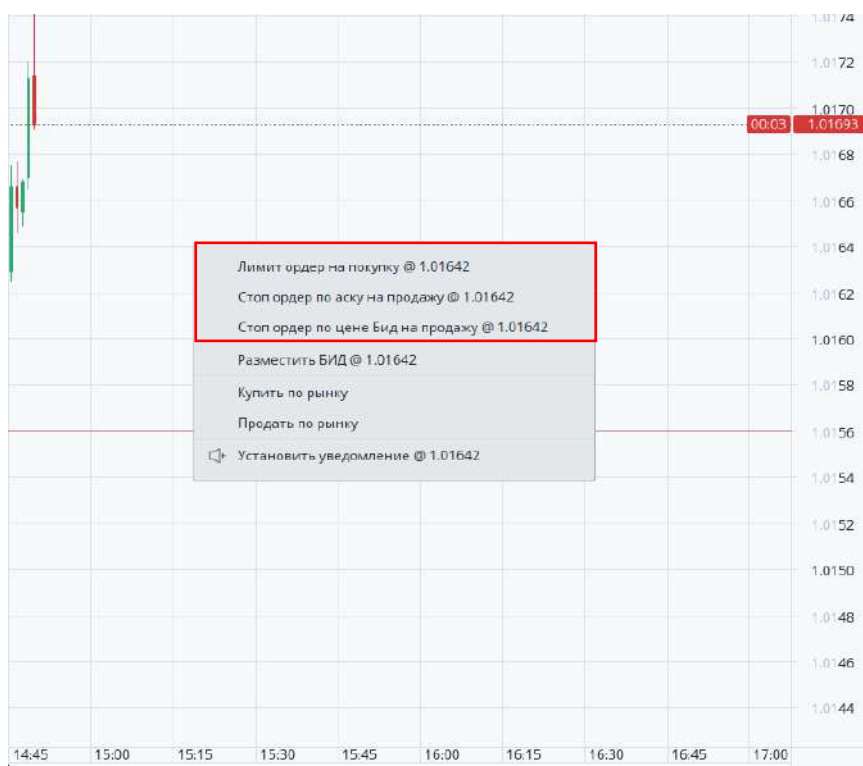 1.0174
1.0172
1.0170
00:03 1.01693
1.0168
1.0166
1.0164
Лимит ордер на покупку @ 1.01642
Стоп ордер по аску на продажу @ 1.01642
1.0162
Стоп ордер по цене Бид на продажу @ 1.01642
1.0160
Разместить БИД @ 1.01642
1.0158
Купить по рынку
Продать по рынку
1.0156
Установить уведомление @ 1.01642
1.0154
1.0152
1.0150
1.0148
1.0146
1.0144
14:45 15:00 15:15 15:30 15:45 16:00 16:15 16:30 16:45 17:00